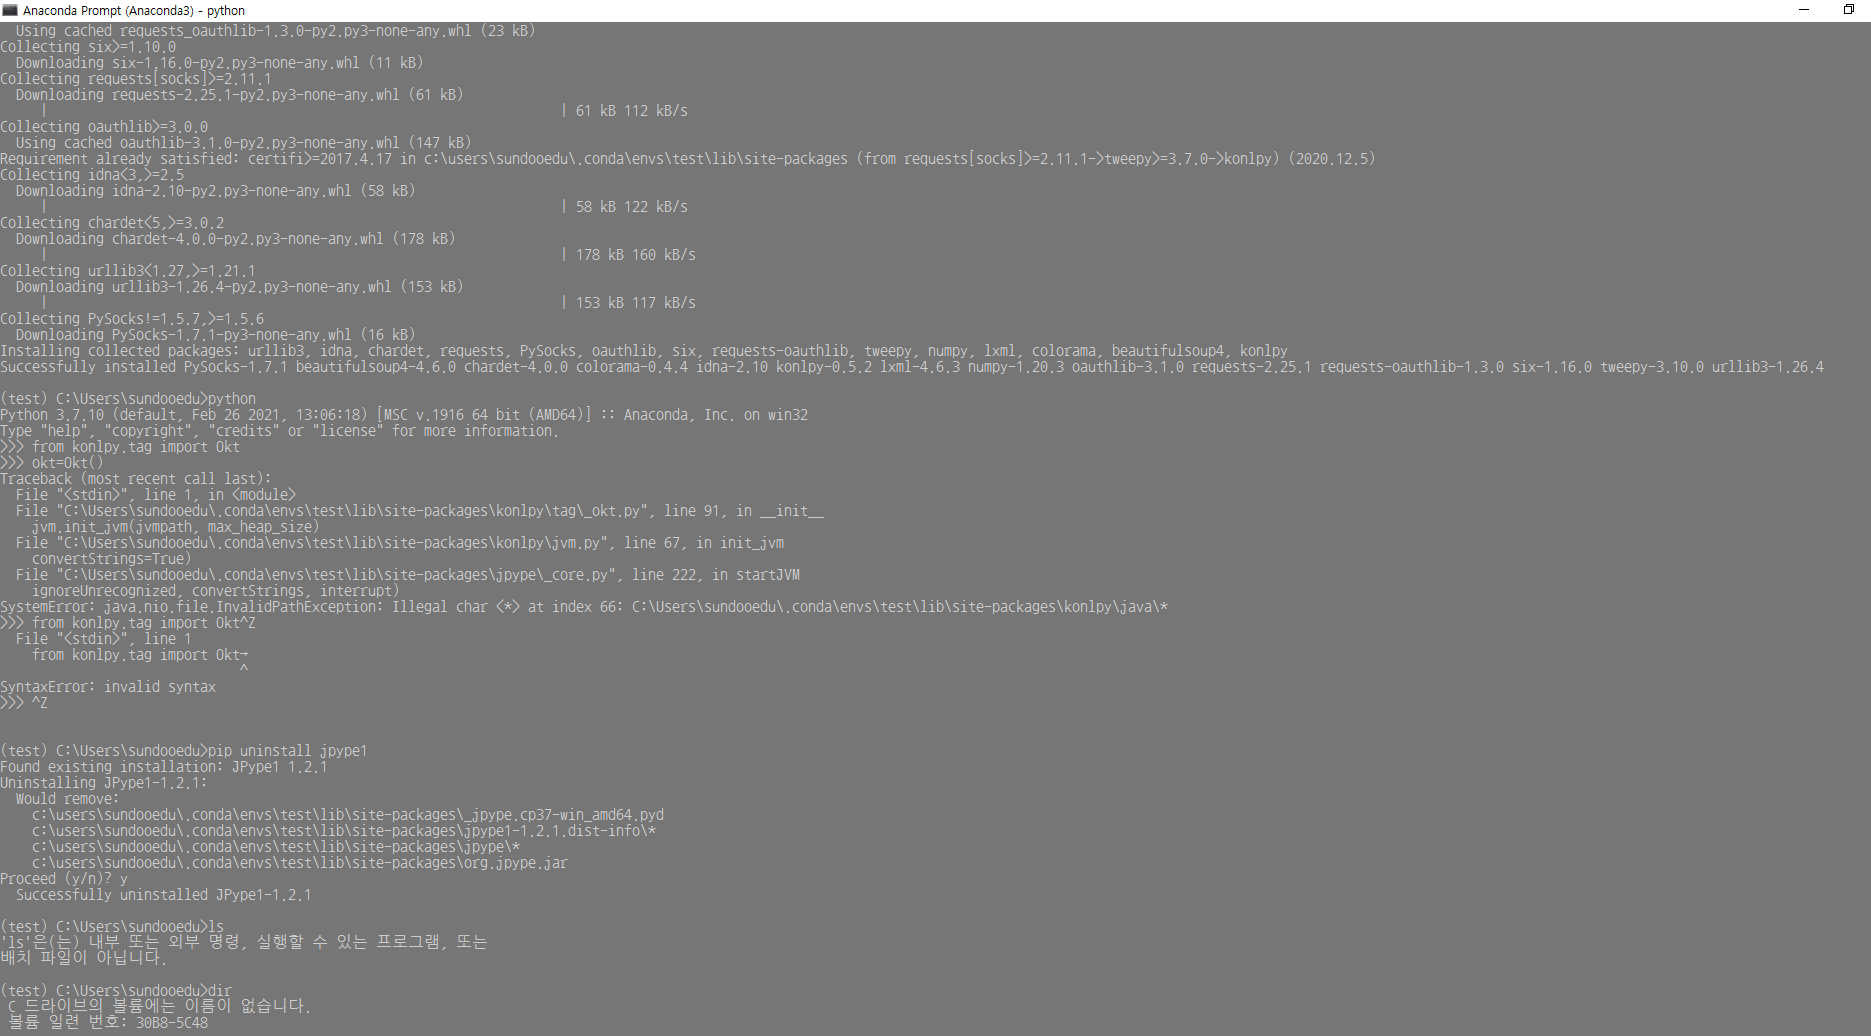 Anaconda Prompt (Anaconda3) - python
Using cached requests_oauthlib-1.3.0-py2.py3-none-any.whl (23 kB)
Collecting six>=1.10.0
Downloading six-1.16.0-py2.py3-none-any.whl (11 kB)
Collecting requests[socks]>=2.11.1
Downloading requests-2.25.1-py2.py3-none-any.whl (61 kB)
| | 61 kB 112 kB/s
Collecting oauthlib>=3.0.0
Using cached oauthlib-3.1.0-py2.py3-none-any.whl (147 kB)
Requirement already satisfied: certifi>=2017.4.17 in c:\users\sundooedu\.conda\envs\test\lib\site-packages (from requests[socks]>=2.11.1->tweepy>=3.7.0->konlpy) (2020.12.5)
Collecting idna<3,>=2.5
Downloading idna-2.10-py2.py3-none-any.whl (58 kB)
| | 58 kB 122 kB/s
Collecting chardet<5,>=3.0.2
Downloading chardet-4.0.0-py2.py3-none-any.whl (178 kB)
| | 178 kB 160 kB/s
Collecting urllib3<1.27,>=1.21.1
Downloading urllib3-1.26.4-py2.py3-none-any.whl (153 kB)
| | 153 kB 117 kB/s
Collecting PySocks!=1.5.7,>=1.5.6
Downloading PySocks-1.7.1-py3-none-any.whl (16 kB)
Installing collected packages: urllib3, idna, chardet, requests, PySocks, oauthlib, six, requests-oauthlib, tweepy, numpy, lxml, colorama, beautifulsoup4, konlpy
Successfully installed PySocks-1.7.1 beautifulsoup4-4.6.0 chardet-4.0.0 colorama-0.4.4 idna-2.10 konlpy-0.5.2 lxml-4.6.3 numpy-1.20.3 oauthlib-3.1.0 requests-2.25.1 requests-oauthlib-1.3.0 six-1.16.0 tweepy-3.10.0 urllib3-1.26.4
(test) C:\Users\sundooedu>python
Python 3.7.10 (default, Feb 26 2021, 13:06:18) [MSC v.1916 64 bit (AMD64)] :: Anaconda, Inc. on win32
Type "help", "copyright", "credits" or "license" for more information.
>>> from konlpy.tag import Okt
>>> okt=Okt()
Traceback (most recent call last):
File "<stdin>", line 1, in <module>
File "C:\Users\sundooedu\.conda\envs\test\lib\site-packages\konlpy\tag\_okt.py", line 91, in __init__
jvm.init_jvm(jvmpath, max_heap_size)
File "C:\Users\sundooedu\.conda\envs\test\lib\site-packages\konlpy\jvm.py", line 67, in init_jvm
convertStrings=True)
File "C:\Users\sundooedu\.conda\envs\test\lib\site-packages\jpype\_core.py", line 222, in startJVM
ignoreUnrecognized, convertStrings, interrupt)
SystemError: java.nio.file.InvalidPathException: Illegal char <*> at index 66: C:\Users\sundooedu\.conda\envs\test\lib\site-packages\konlpy\java\*
>>> from konlpy.tag import Okt^Z
File "<stdin>", line 1
from konlpy.tag import Okt→
^
SyntaxError: invalid syntax
>>> ^Z
(test) C:\Users\sundooedu>pip uninstall jpype1
Found existing installation: JPype1 1.2.1
Uninstalling JPype1-1.2.1:
Would remove:
c:\users\sundooedu\.conda\envs\test\lib\site-packages\_jpype.cp37-win_amd64.pyd
c:\users\sundooedu\.conda\envs\test\lib\site-packages\jpype1-1.2.1.dist-info\*
c:\users\sundooedu\.conda\envs\test\lib\site-packages\jpype\*
c:\users\sundooedu\.conda\envs\test\lib\site-packages\org.jpype.jar
Proceed (y/n)? y
Successfully uninstalled JPype1-1.2.1
(test) C:\Users\sundooedu>ls
'ls'은(는) 내부 또는 외부 명령, 실행할 수 있는 프로그램, 또는
배치 파일이 아닙니다.
(test) C:\Users\sundooedu>dir
C 드라이브의 볼륨에는 이름이 없습니다.
볼륨 일련 번호: 30B8-5C48